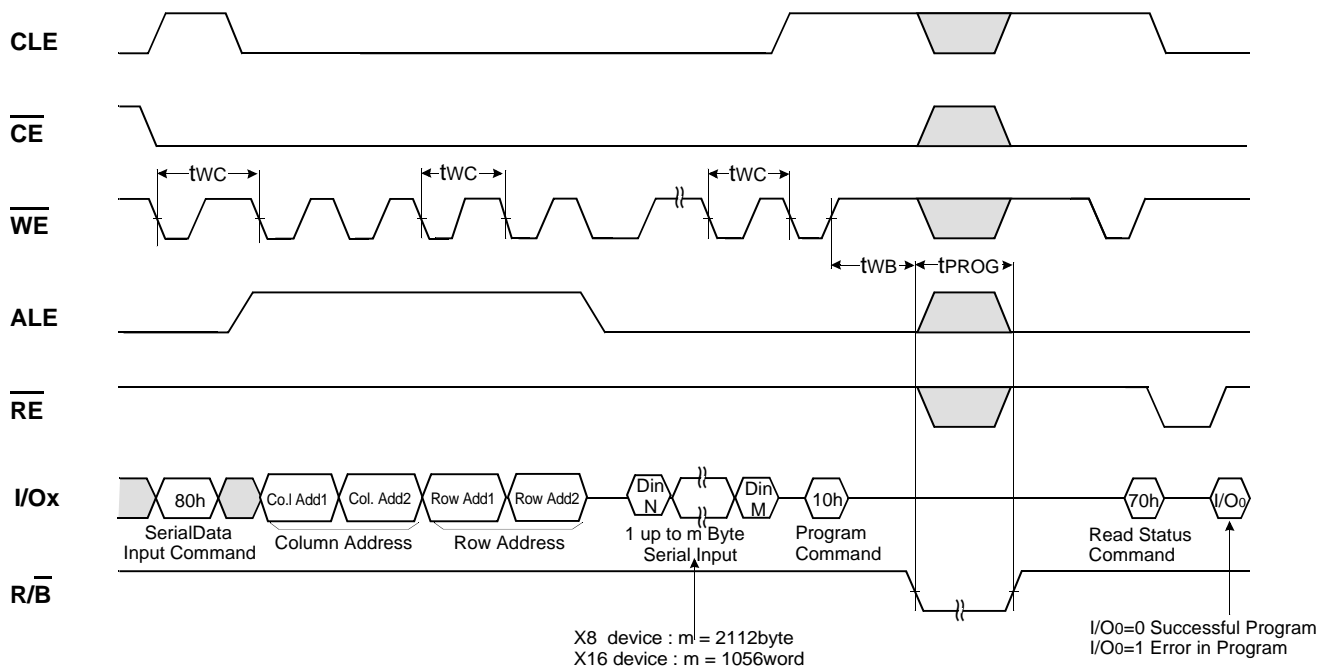 CLE
CE
tWC
tWC
tWC
WE
tWB
tPROG
ALE
RE
I/Ox
80h
Co.l Add1
Col. Add2
Row Add1
Row Add2
Din
N
Din
M
10h
70h
I/O0
SerialData
Input Command
Column Address
Row Address
1 up to m Byte
Serial Input
Program
Command
Read Status
Command
R/B
X8 device : m = 2112byte
X16 device : m = 1056word
I/O0=0 Successful Program
I/O0=1 Error in Program